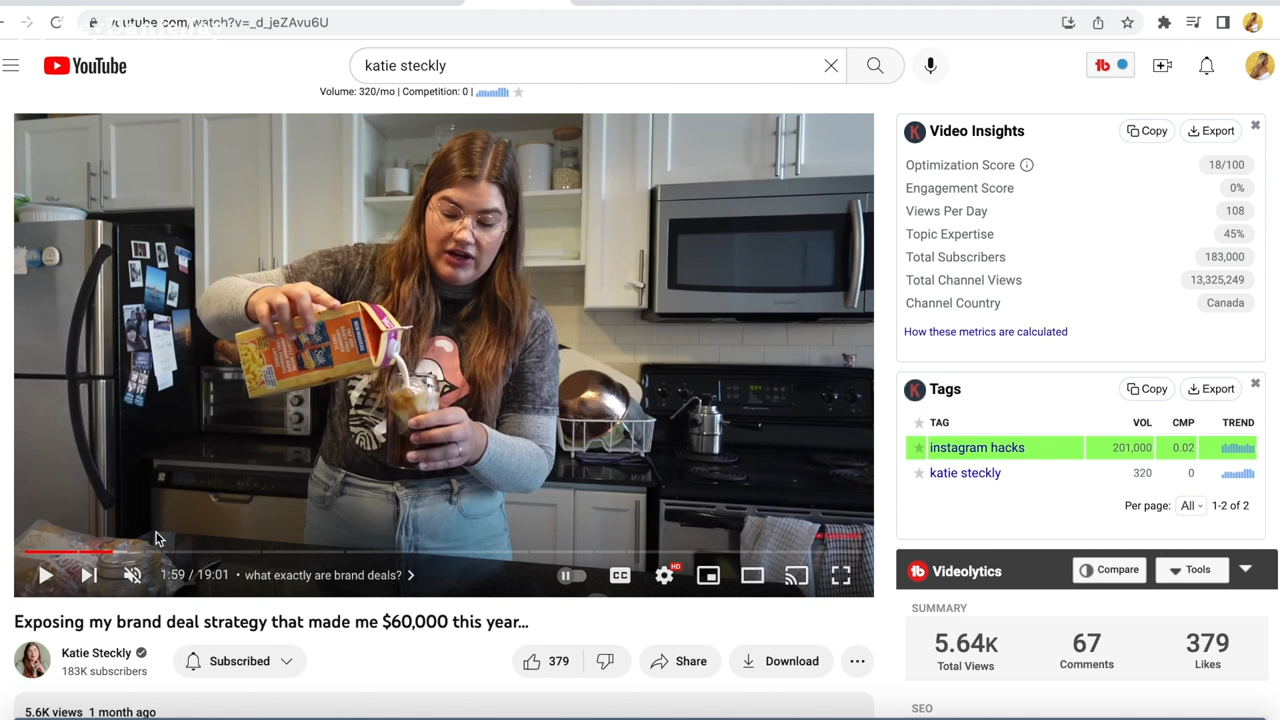 youtube.com/watch?v=_d_jeZAvu6U
YouTube
katie steckly
Volume: 320/mo | Competition: 0 |
Video Insights
Copy
Export
Optimization Score
18/100
Engagement Score
0%
Views Per Day
108
Topic Expertise
45%
Total Subscribers
183,000
Total Channel Views
13,325,249
Channel Country
Canada
How these metrics are calculated
Tags
Copy
Export
TAG VOL CMP TREND
instagram hacks 201,000 0.02
katie steckly 320 0
Per page: All 1-2 of 2
1:59 / 19:01 • what exactly are brand deals?
CC
HD
Exposing my brand deal strategy that made me $60,000 this year...
Katie Steckly
183K subscribers
Subscribed
379
Share
Download
5.6K views 1 month ago
tb Videolytics
Compare
Tools
SUMMARY
5.64K
Total Views
67
Comments
379
Likes
SEO